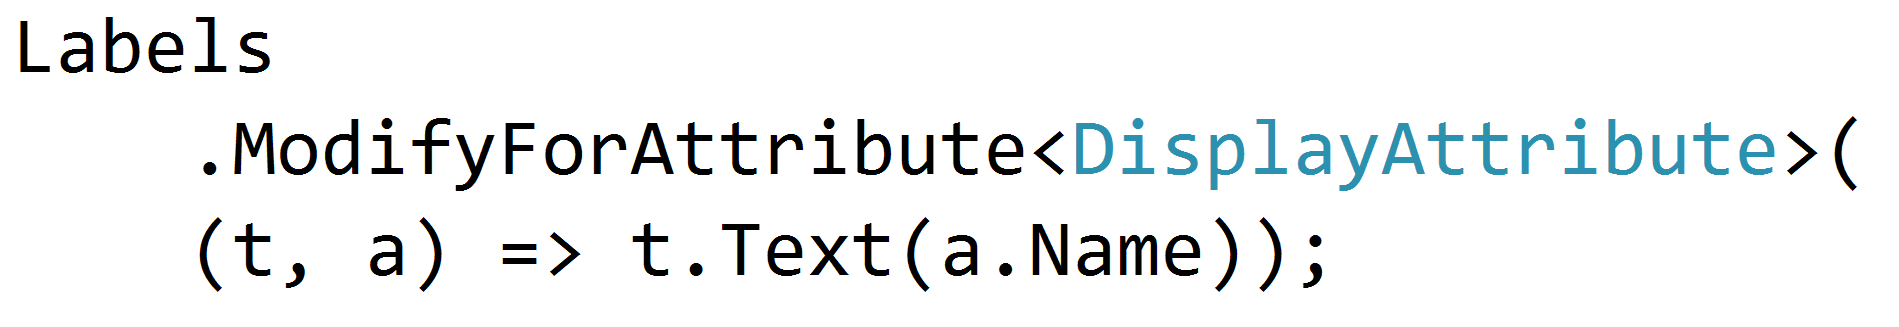 Labels
    .ModifyForAttribute<DisplayAttribute>(
    (t, a) => t.Text(a.Name));